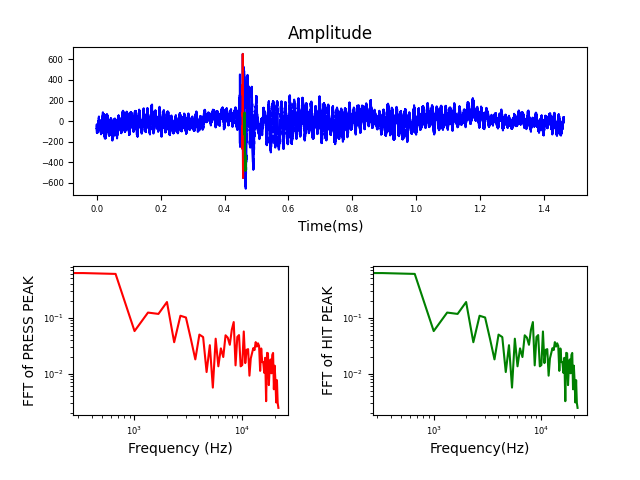 Amplitude
600
400
200
0
−200
−400
−600
0.0 0.2 0.4 0.6 0.8 1.0 1.2 1.4
Time(ms)
FFT of PRESS PEAK
10⁻¹
10⁻²
10³ 10⁴
Frequency (Hz)
FFT of HIT PEAK
10⁻¹
10⁻²
10³ 10⁴
Frequency(Hz)